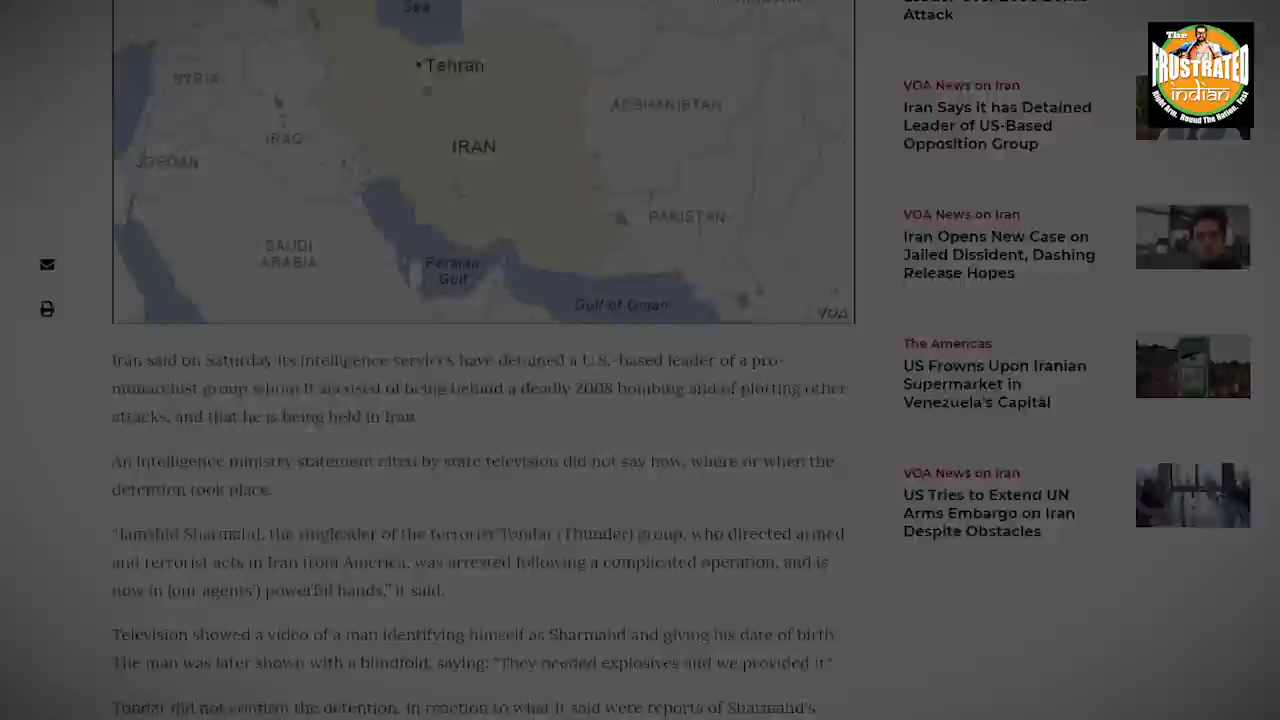 Sea
Tehran
SYRIA
AFGHANISTAN
IRAQ
IRAN
JORDAN
PAKISTAN
SAUDI
ARABIA
Persian
Gulf
Gulf of Oman
VOA
Iran said on Saturday its intelligence services have detained a U.S.-based leader of a pro-
monarchist group whom it accused of being behind a deadly 2008 bombing and of plotting other
attacks, and that he is being held in Iran.
An intelligence ministry statement cited by state television did not say how, where or when the
detention took place.
“Jamshid Sharmahd, the ringleader of the terrorist Tondar (Thunder) group, who directed armed
and terrorist acts in Iran from America, was arrested following a complicated operation, and is
now in (our agents’) powerful hands,” it said.
Television showed a video of a man identifying himself as Sharmahd and giving his date of birth.
The man was later shown with a blindfold, saying: “They needed explosives and we provided it.”
Tondar did not confirm the detention. In reaction to what it said were reports of Sharmahd’s
Attack
VOA News on Iran
Iran Says it has Detained
Leader of US-Based
Opposition Group
VOA News on Iran
Iran Opens New Case on
Jailed Dissident, Dashing
Release Hopes
The Americas
US Frowns Upon Iranian
Supermarket in
Venezuela's Capital
VOA News on Iran
US Tries to Extend UN
Arms Embargo on Iran
Despite Obstacles
The
FRUSTRATED
indian
Right Arm. Round The Nation. Fast